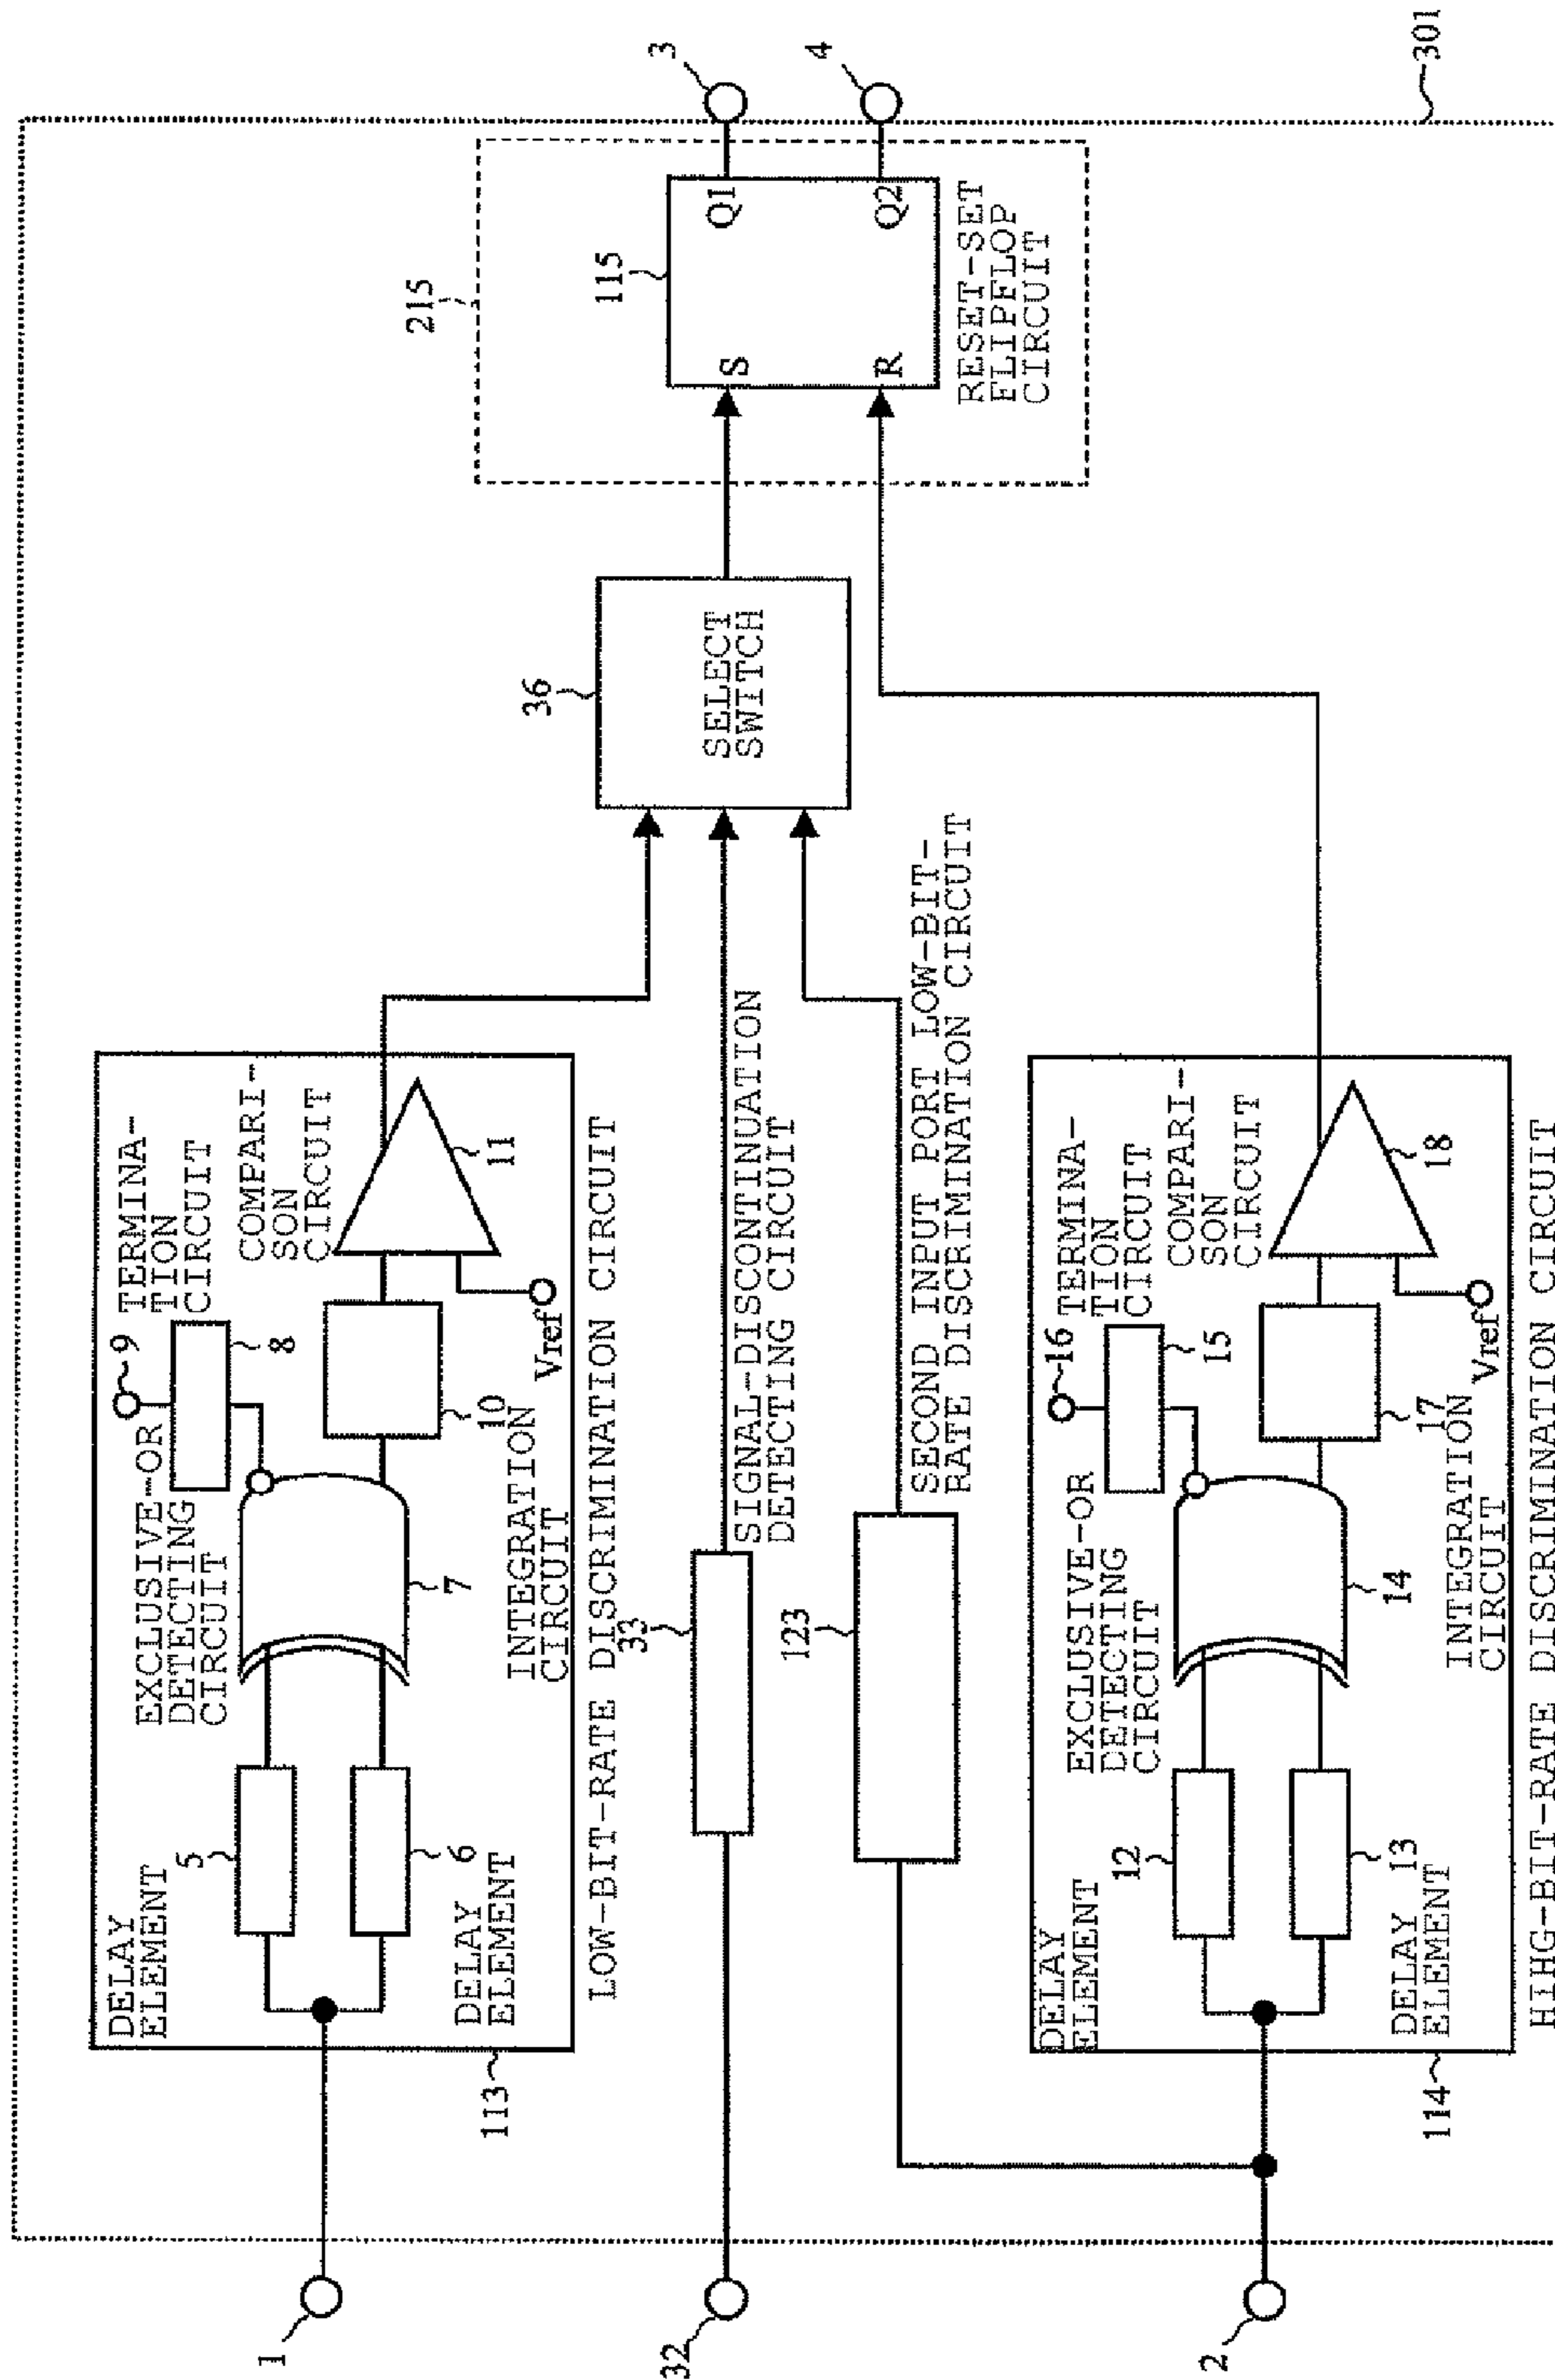 301
215
115
S
Q1
3
R
Q2
4
RESET-SET
FLIPFLOP
CIRCUIT
36
SELECT
SWITCH
1
113
DELAY
ELEMENT
5
6
DELAY
ELEMENT
EXCLUSIVE-OR
DETECTING
CIRCUIT
7
9
TERMINA-
TION
CIRCUIT
8
10
INTEGRATION
CIRCUIT
COMPARI-
SON
CIRCUIT
11
Vref
LOW-BIT-RATE DISCRIMINATION CIRCUIT
32
33
SIGNAL-DISCONTINUATION
DETECTING CIRCUIT
123
SECOND INPUT PORT LOW-BIT-
RATE DISCRIMINATION CIRCUIT
2
114
DELAY
ELEMENT
12
13
DELAY
ELEMENT
EXCLUSIVE-OR
DETECTING
CIRCUIT
14
16
TERMINA-
TION
CIRCUIT
15
17
INTEGRATION
CIRCUIT
COMPARI-
SON
CIRCUIT
18
Vref
HIHG-BIT-RATE DISCRIMINATION CIRCUIT